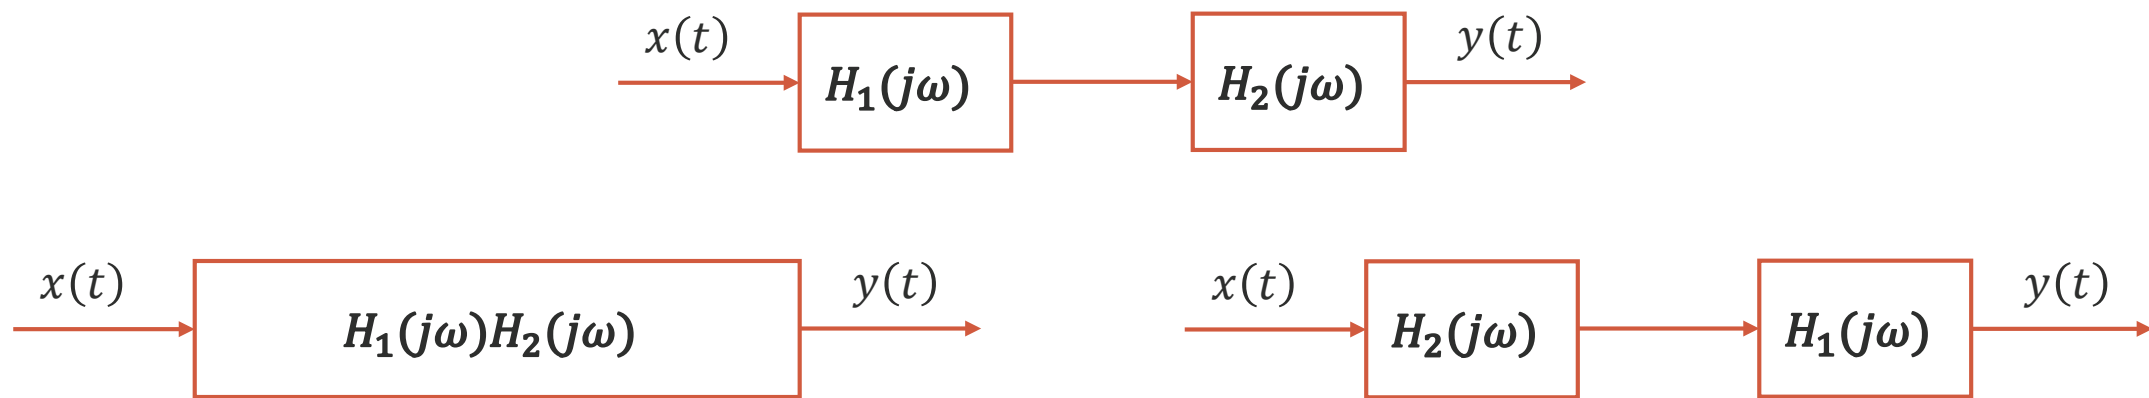 x(t) H₁(jω) H₂(jω) y(t)
x(t) H₁(jω)H₂(jω) y(t) x(t) H₂(jω) H₁(jω) y(t)